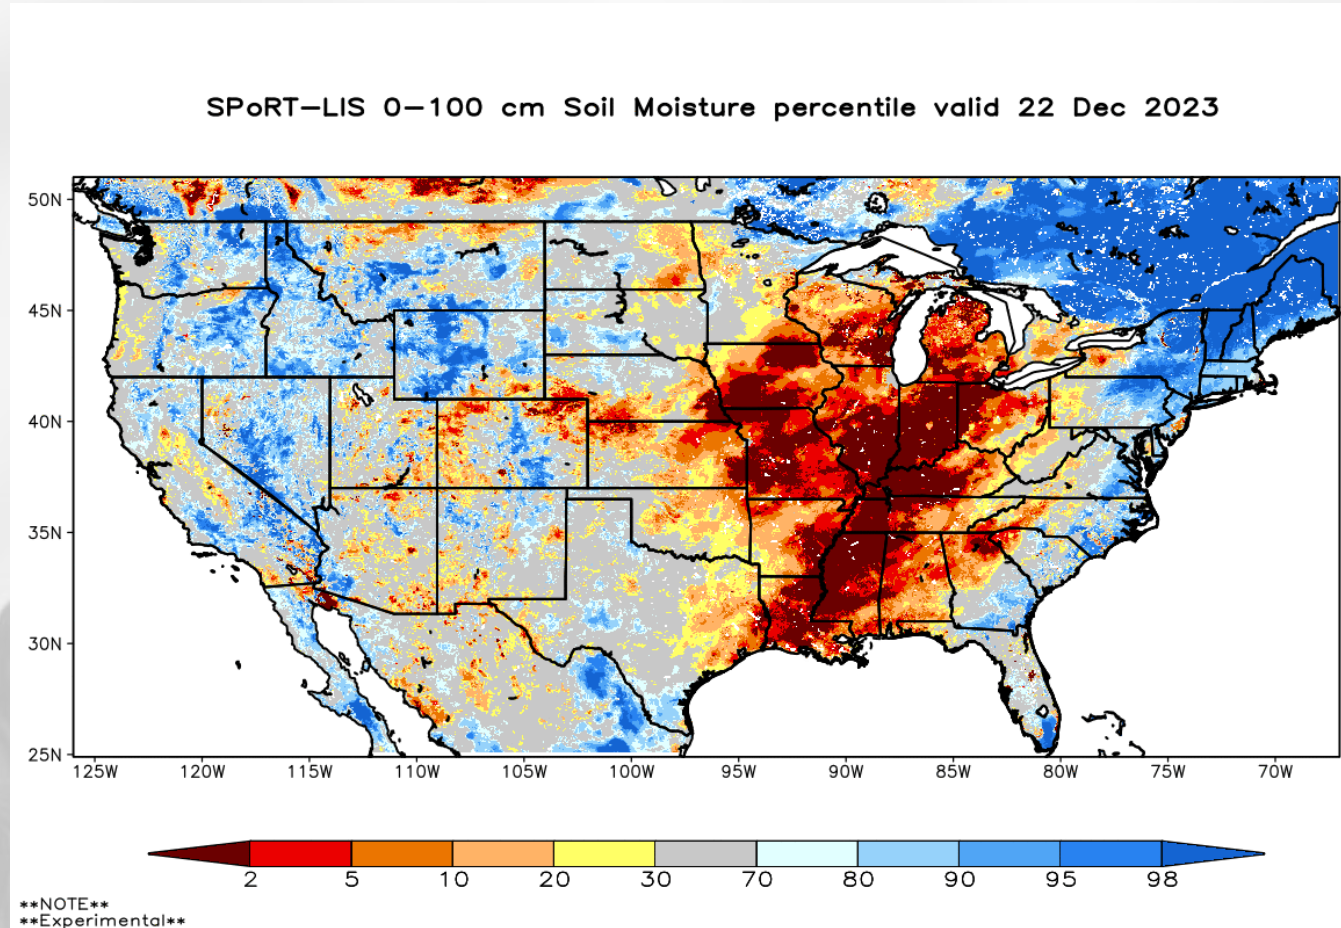 SPoRT-LIS 0-100 cm Soil Moisture percentile valid 22 Dec 2023
50N
45N
40N
35N
30N
25N
125W 120W 115W 110W 105W 100W 95W 90W 85W 80W 75W 70W
2 5 10 20 30 70 80 90 95 98
**NOTE**
**Experimental**